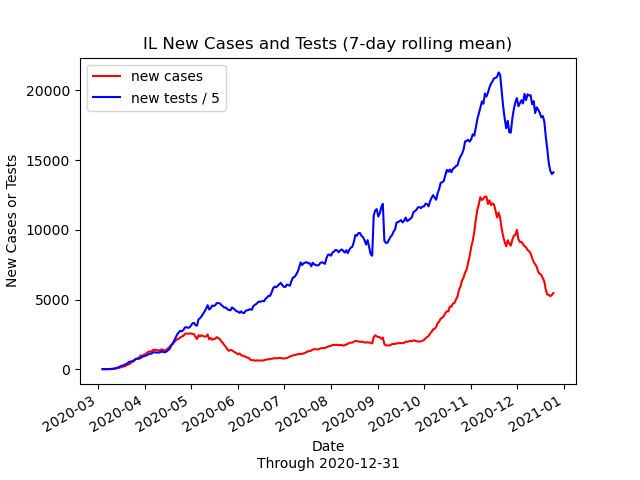 IL New Cases and Tests (7-day rolling mean)
new cases
new tests / 5
New Cases or Tests
20000
15000
10000
5000
0
2020-03
2020-04
2020-05
2020-06
2020-07
2020-08
2020-09
2020-10
2020-11
2020-12
2021-01
Date
Through 2020-12-31